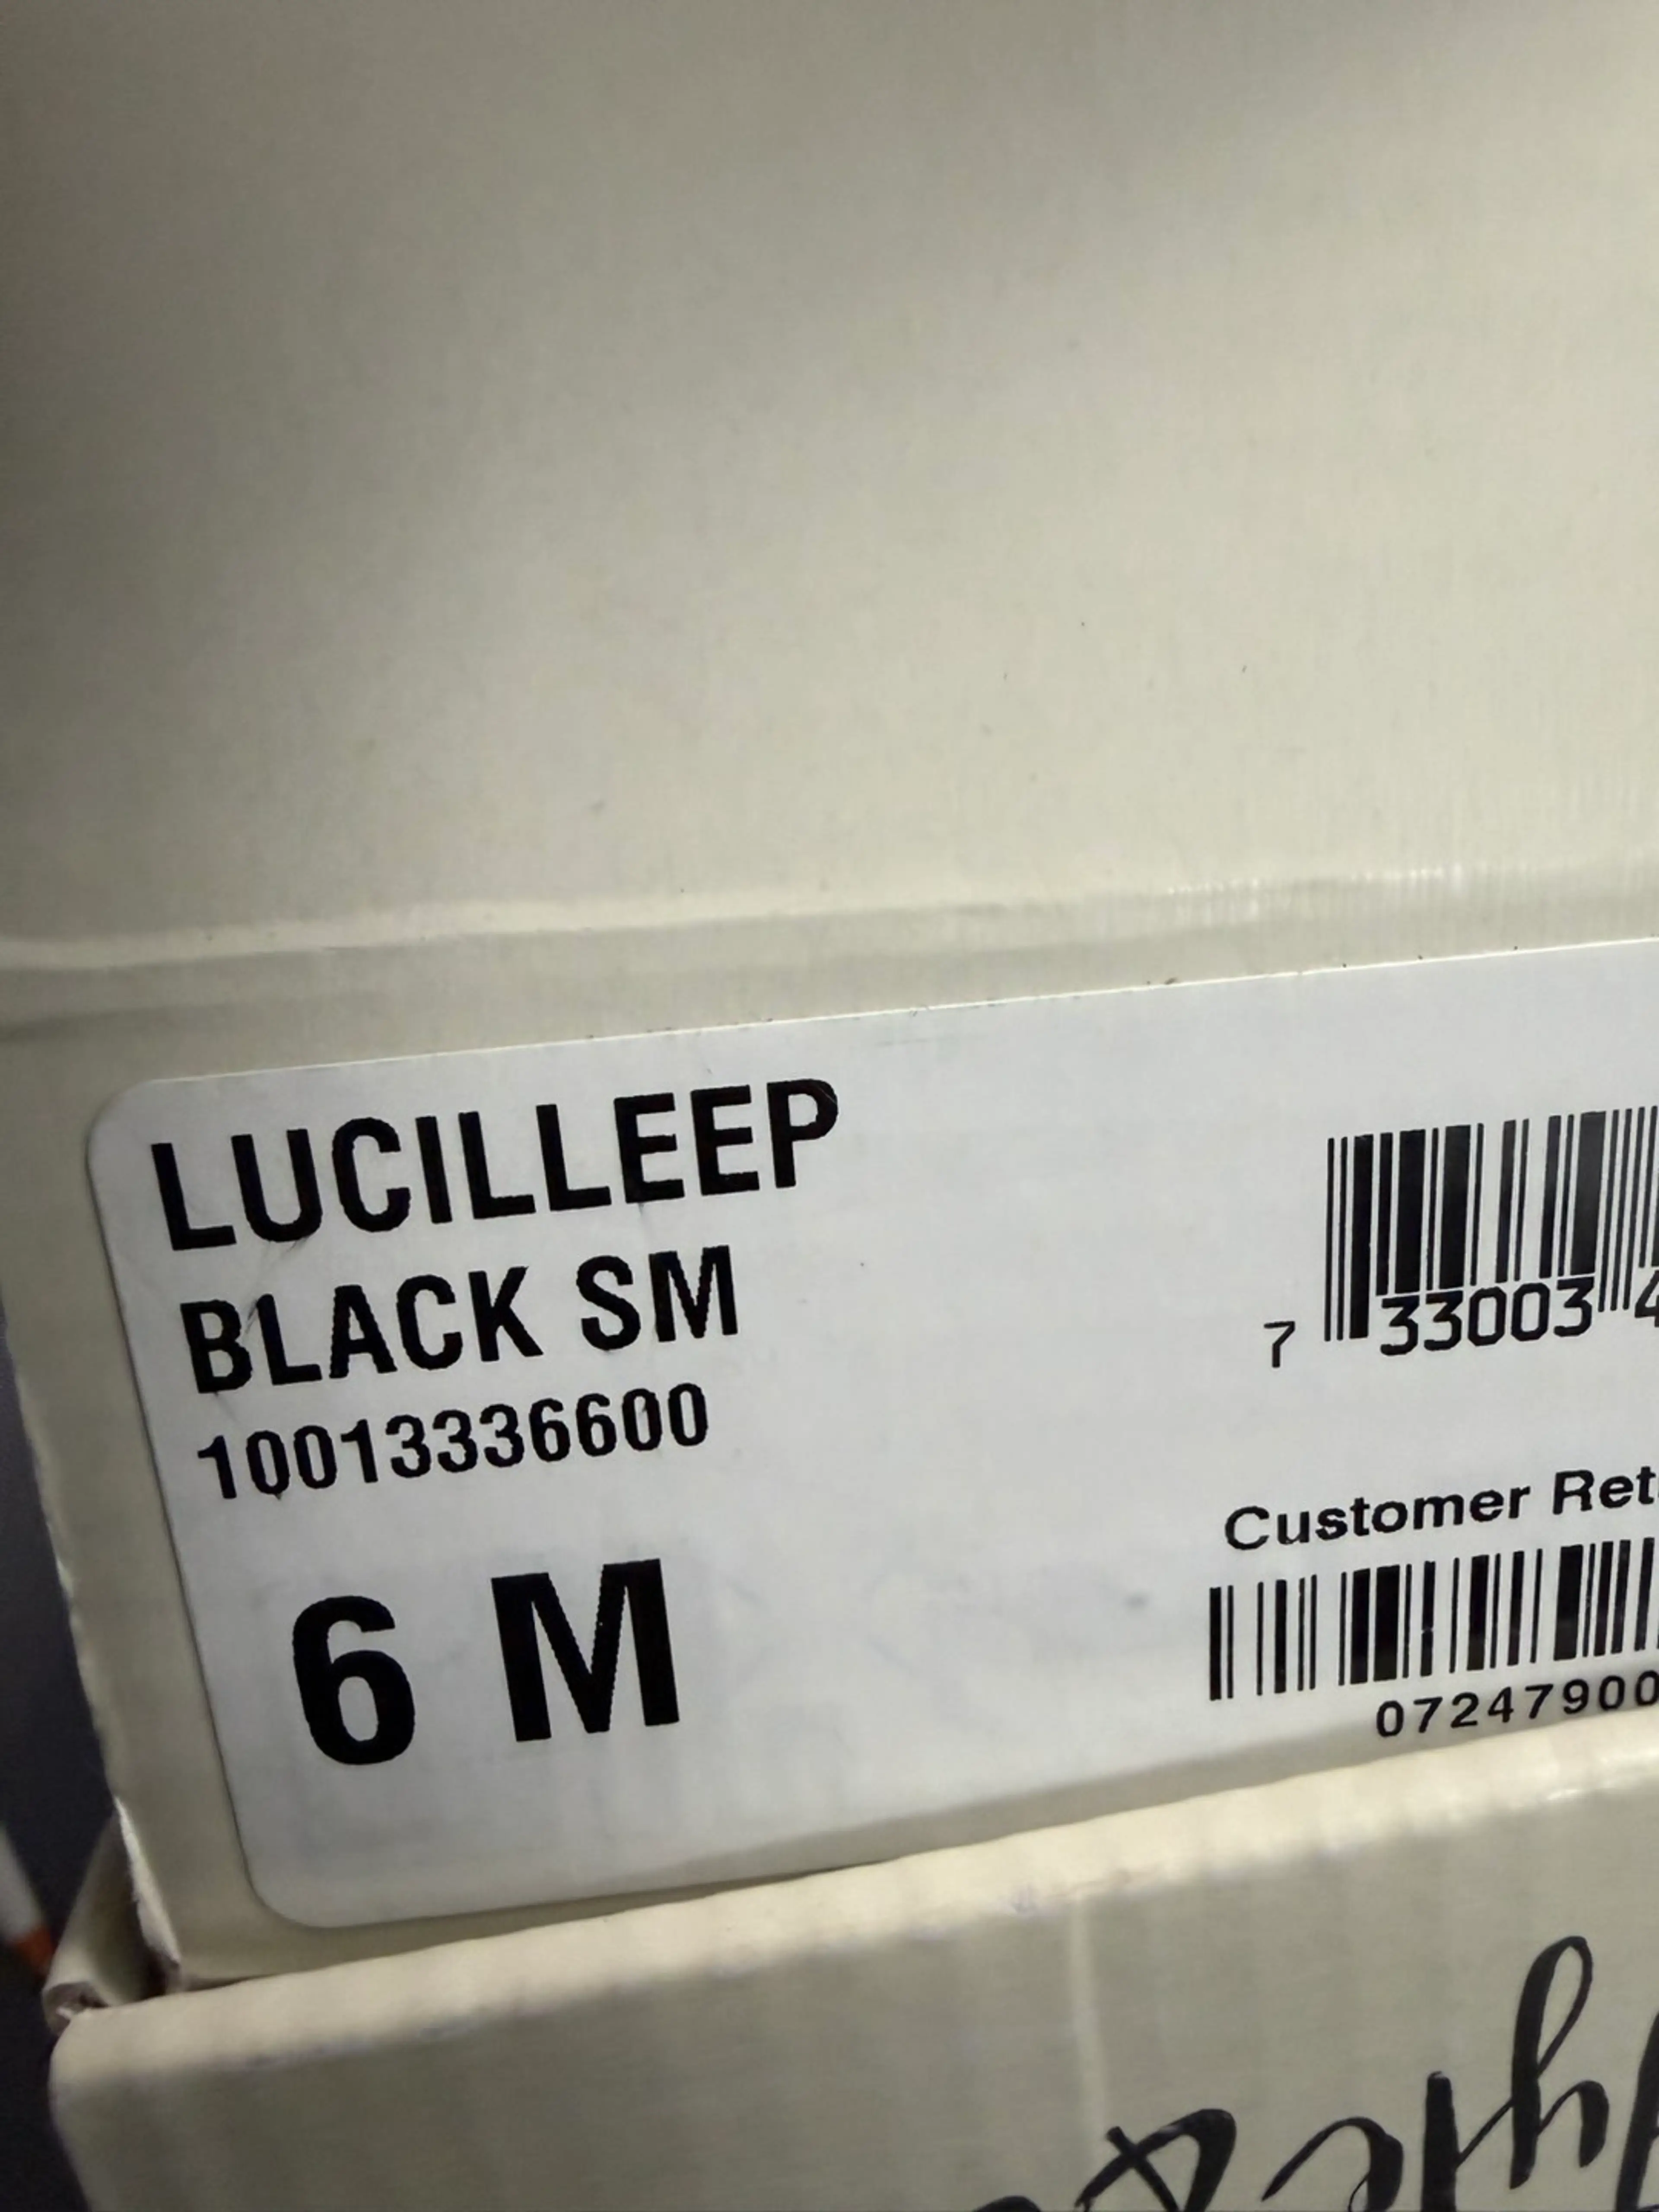 LUCILLEEP
BLACK SM
10013336600
6 M
7 33003 4
Customer Ret
07247900